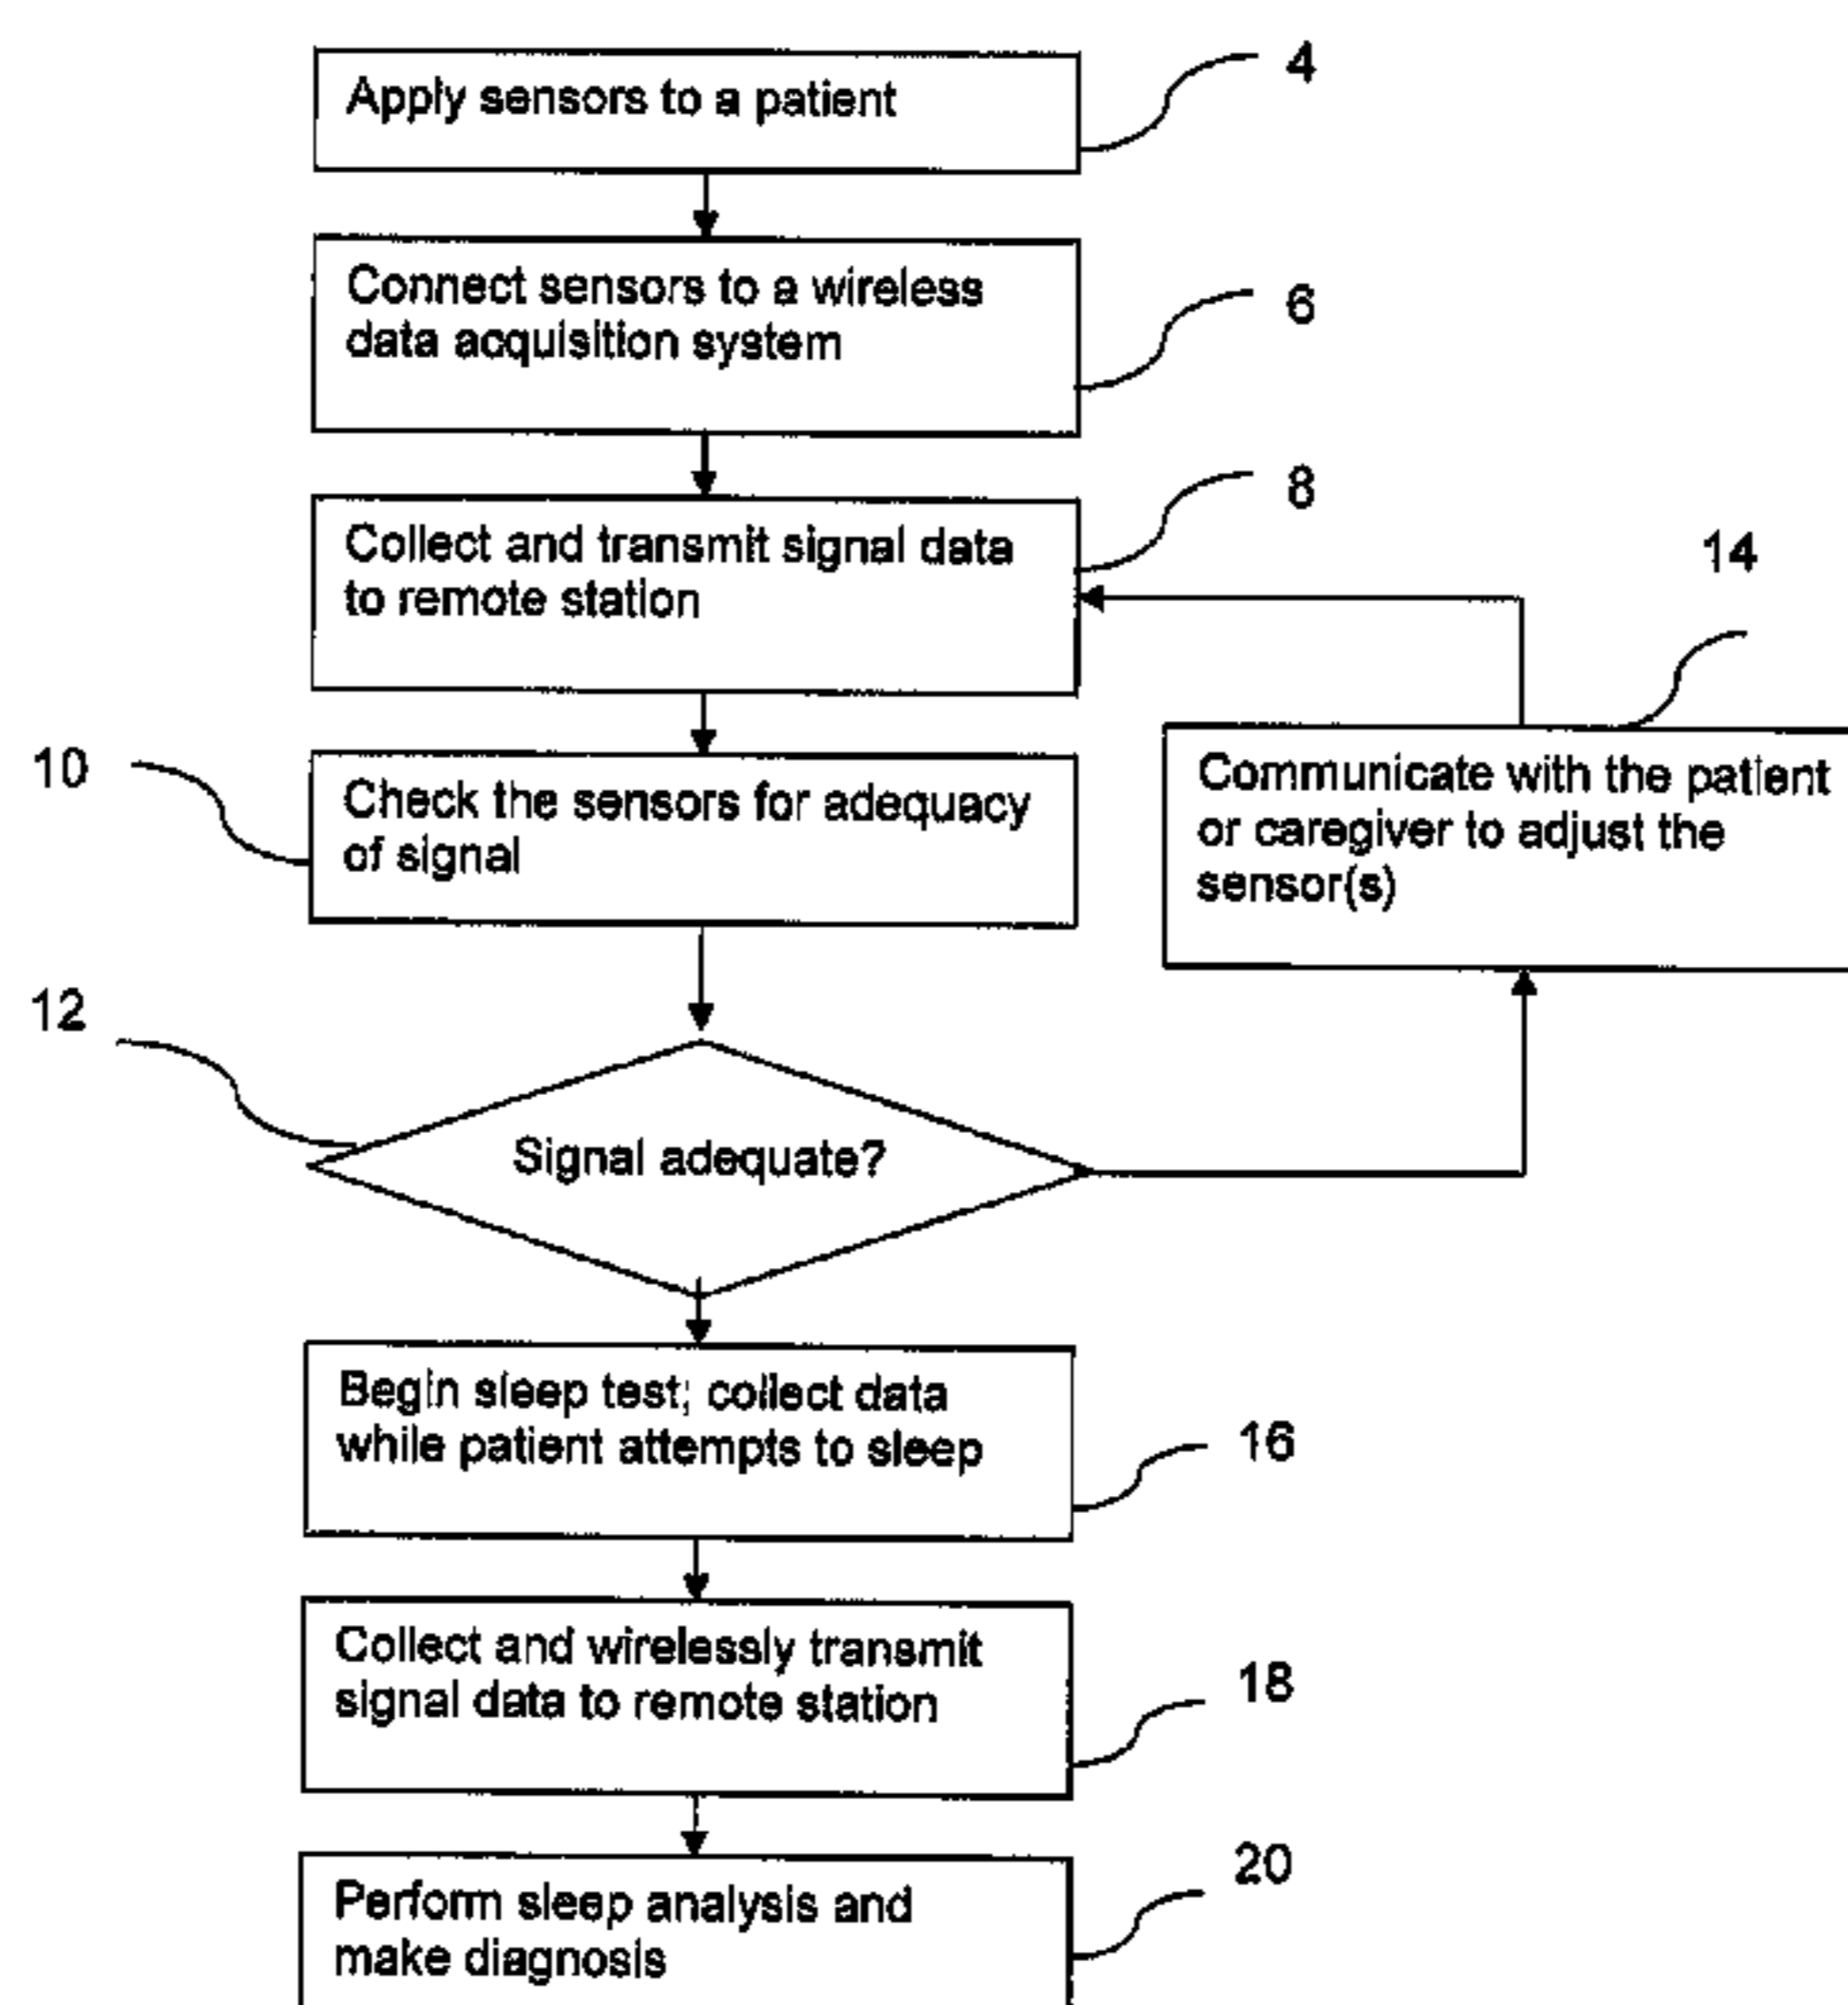 Apply sensors to a patient
4
Connect sensors to a wireless
data acquisition system
6
Collect and transmit signal data
to remote station
8
14
Communicate with the patient
or caregiver to adjust the
sensor(s)
10
Check the sensors for adequacy
of signal
12
Signal adequate?
Begin sleep test; collect data
while patient attempts to sleep
16
Collect and wirelessly transmit
signal data to remote station
18
Perform sleep analysis and
make diagnosis
20